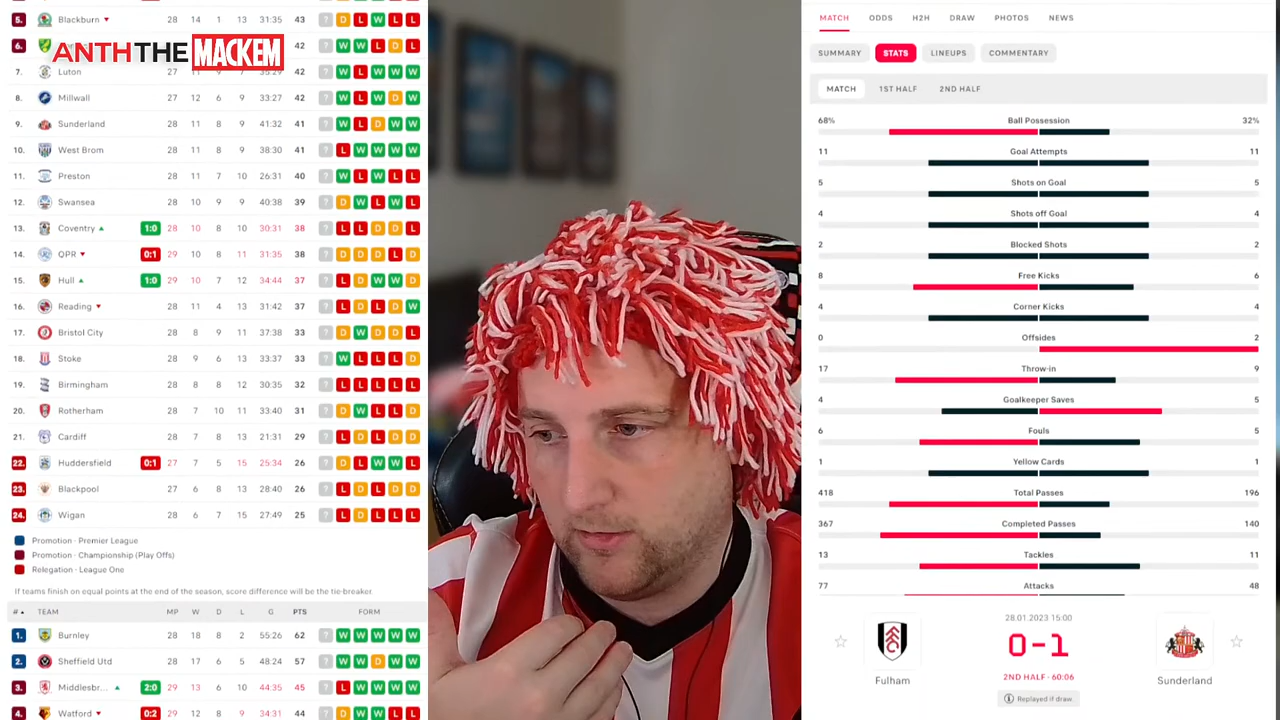 5. Blackburn 28 14 1 13 31:35 43 ? D L W L L
6. 42 ? W W L D L
ANTHTHEMACKEM
7. Luton 27 11 9 7 35:29 42 ? W L W W W
8. Millwall 27 12 6 9 33:27 42 ? W L W D W
9. Sunderland 28 11 8 9 41:32 41 ? W L D W W
10. West Brom 28 11 8 9 38:30 41 ? L W W W W
11. Preston 28 11 7 10 26:31 40 ? W L W L L
12. Swansea 28 10 9 9 40:38 39 ? D W L W L
13. Coventry 1:0 28 10 8 10 30:31 38 ? L L D D L
14. QPR 0:1 29 10 8 11 31:35 38 ? D D D L D
15. Hull 1:0 29 10 7 12 34:44 37 ? L D W W D
16. Reading 28 11 4 13 31:42 37 ? L D L D W
17. Bristol City 28 8 9 11 37:38 33 ? D W D D L
18. Stoke 28 9 6 13 33:37 33 ? W L L L D
19. Birmingham 28 8 8 12 30:35 32 ? L L L L L
20. Rotherham 28 7 10 11 33:40 31 ? D W L L D
21. Cardiff 28 7 8 13 21:31 29 ? L D L D D
22. Huddersfield 0:1 27 7 5 15 25:34 26 ? D L W W L
23. Blackpool 27 6 8 13 28:40 26 ? L D L D D
24. Wigan 28 6 7 15 27:49 25 ? L D L L L
Promotion - Premier League
Promotion - Championship (Play Offs)
Relegation - League One
If teams finish on equal points at the end of the season, score difference will be the tie-breaker.
# TEAM MP W D L G PTS FORM
1. Burnley 28 18 8 2 55:26 62 ? W W W W W
2. Sheffield Utd 28 17 6 5 48:24 57 ? W W D W W
3. Middlesbr... 2:0 29 13 6 10 44:35 45 ? L W W W W
4. Watford 0:2 29 12 8 9 34:31 44 ? D W W L L
MATCH ODDS H2H DRAW PHOTOS NEWS
SUMMARY STATS LINEUPS COMMENTARY
MATCH 1ST HALF 2ND HALF
68% Ball Possession 32%
11 Goal Attempts 11
5 Shots on Goal 5
4 Shots off Goal 4
2 Blocked Shots 2
8 Free Kicks 6
4 Corner Kicks 4
0 Offsides 2
17 Throw-in 9
4 Goalkeeper Saves 5
6 Fouls 5
1 Yellow Cards 1
418 Total Passes 196
367 Completed Passes 140
13 Tackles 11
77 Attacks 48
28.01.2023 15:00
0-1
2ND HALF - 60:06
Fulham Sunderland
Replayed if draw.